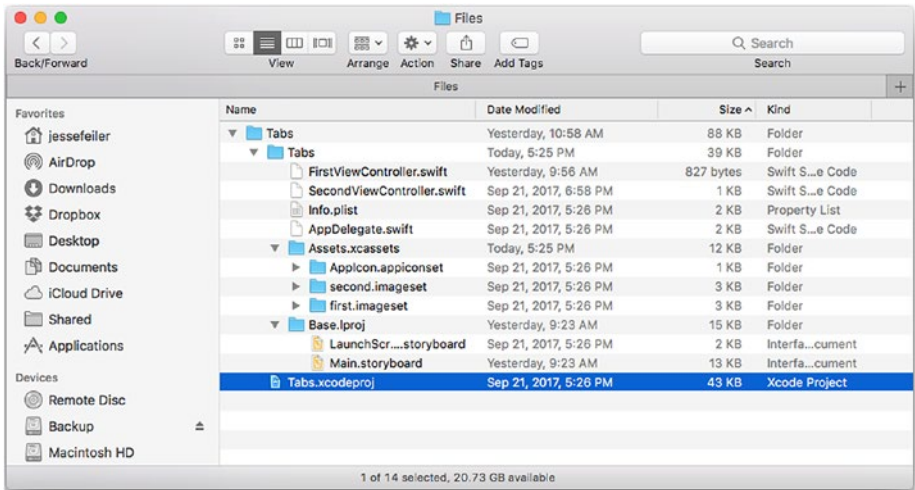 Files
Back/Forward View Arrange Action Share Add Tags Search Search
Files +
Favorites
jessefeiler
AirDrop
Downloads
Dropbox
Desktop
Documents
iCloud Drive
Shared
Applications
Devices
Remote Disc
Backup
Macintosh HD
Name Date Modified Size Kind
Tabs Yesterday, 10:58 AM 88 KB Folder
Tabs Today, 5:25 PM 39 KB Folder
FirstViewController.swift Yesterday, 9:56 AM 827 bytes Swift S...e Code
SecondViewController.swift Sep 21, 2017, 6:58 PM 1 KB Swift S...e Code
Info.plist Sep 21, 2017, 5:26 PM 2 KB Property List
AppDelegate.swift Sep 21, 2017, 5:26 PM 2 KB Swift S...e Code
Assets.xcassets Today, 5:25 PM 12 KB Folder
AppIcon.appiconset Sep 21, 2017, 5:26 PM 1 KB Folder
second.imageset Sep 21, 2017, 5:26 PM 3 KB Folder
first.imageset Sep 21, 2017, 5:26 PM 3 KB Folder
Base.lproj Yesterday, 9:23 AM 15 KB Folder
LaunchScr....storyboard Sep 21, 2017, 5:26 PM 2 KB Interfa...cument
Main.storyboard Yesterday, 9:23 AM 13 KB Interfa...cument
Tabs.xcodeproj Sep 21, 2017, 5:26 PM 43 KB Xcode Project
1 of 14 selected, 20.73 GB available